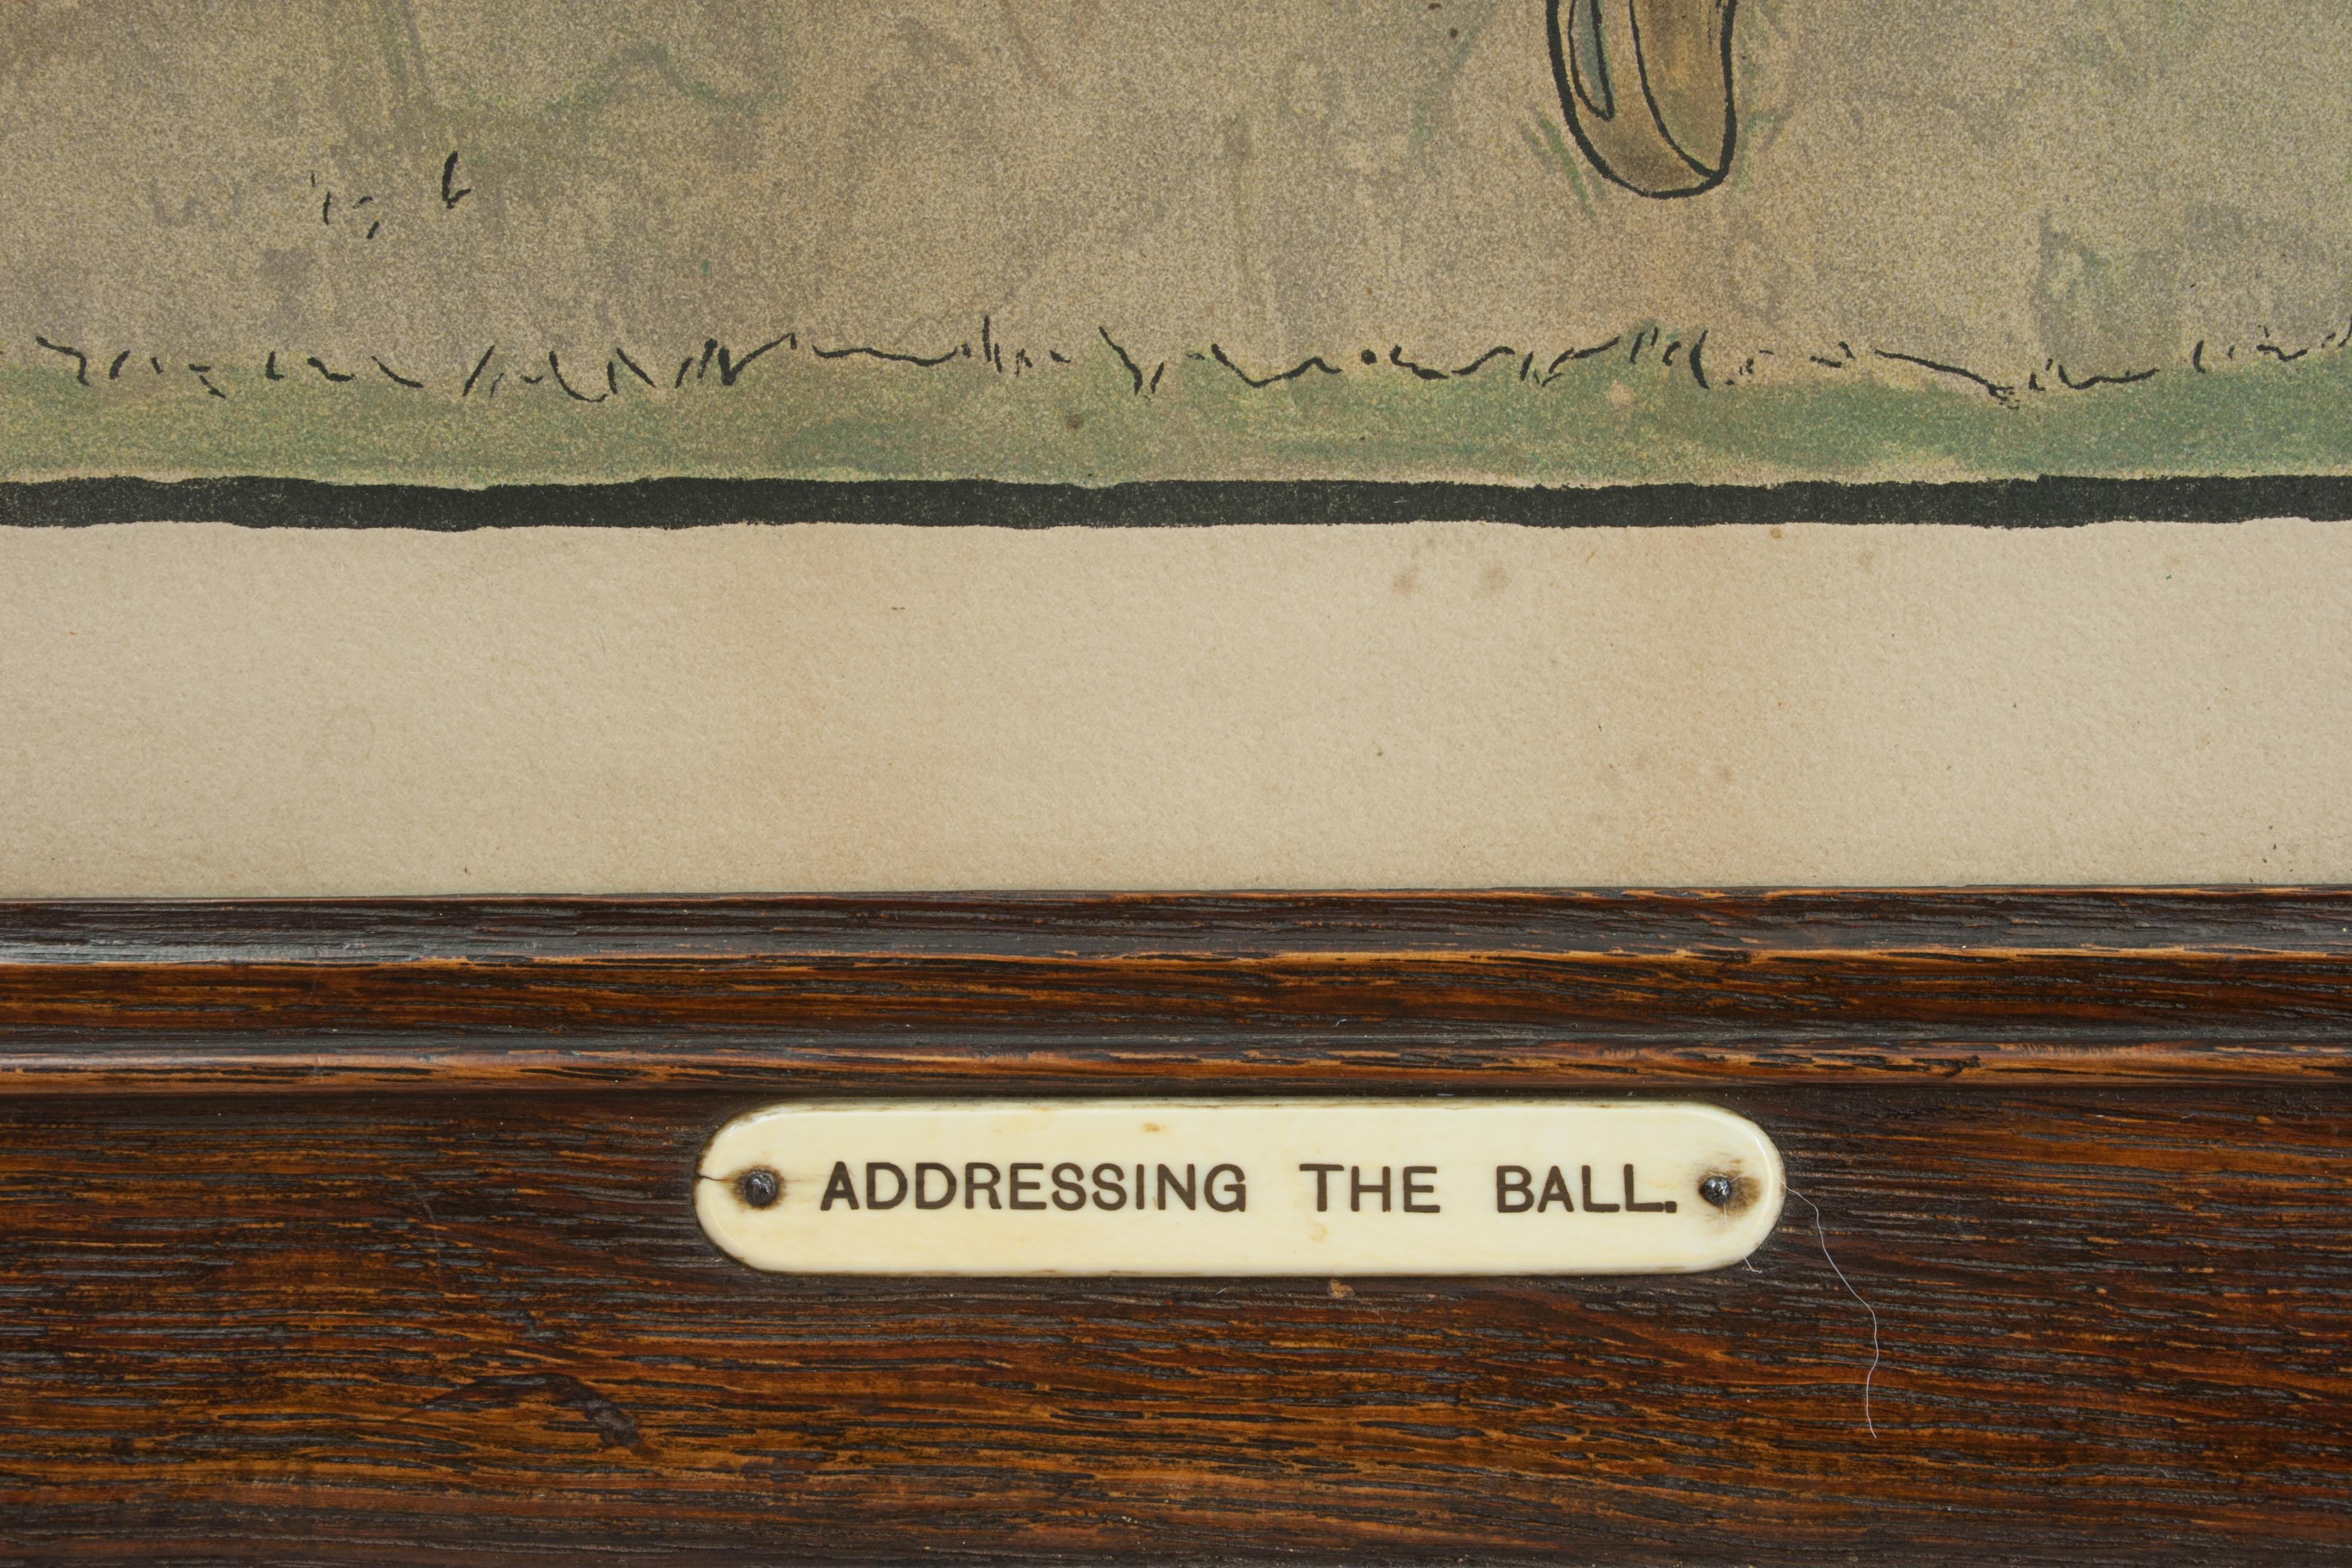 ADDRESSING THE BALL.